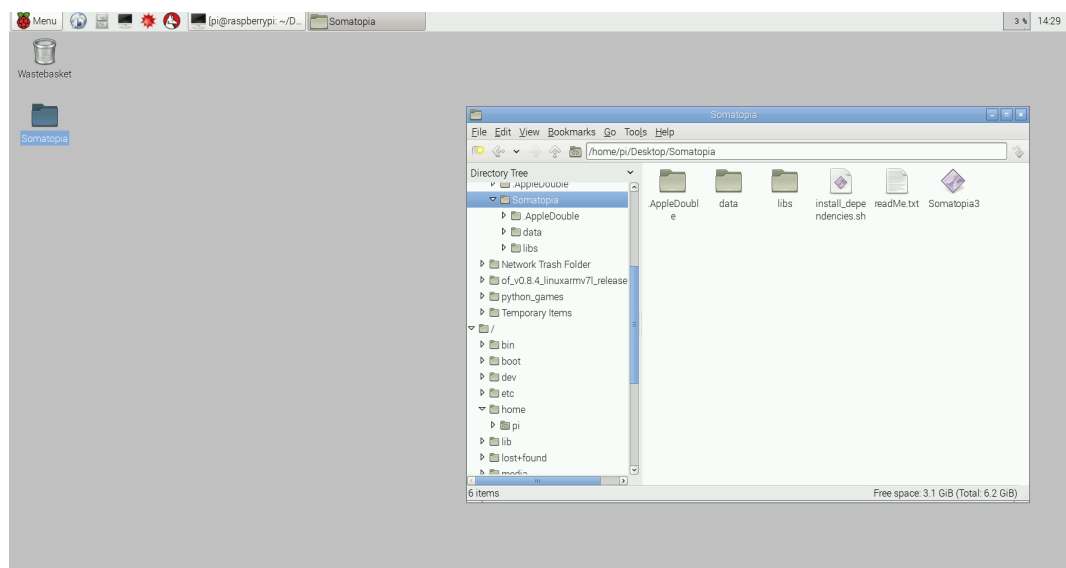 Menu
[pi@raspberrypi: ~/D...
Somatopia
3 %
14:29
Wastebasket
Somatopia
Somatopia
File Edit View Bookmarks Go Tools Help
/home/pi/Desktop/Somatopia
Directory Tree
.AppleDouble
Somatopia
.AppleDouble
data
libs
Network Trash Folder
of_v0.8.4_linuxarmv7l_release
python_games
Temporary Items
/
bin
boot
dev
etc
home
pi
lib
lost+found
media
.AppleDoubl
e
data
libs
install_depe
ndencies.sh
readMe.txt
Somatopia3
6 items
Free space: 3.1 GiB (Total: 6.2 GiB)